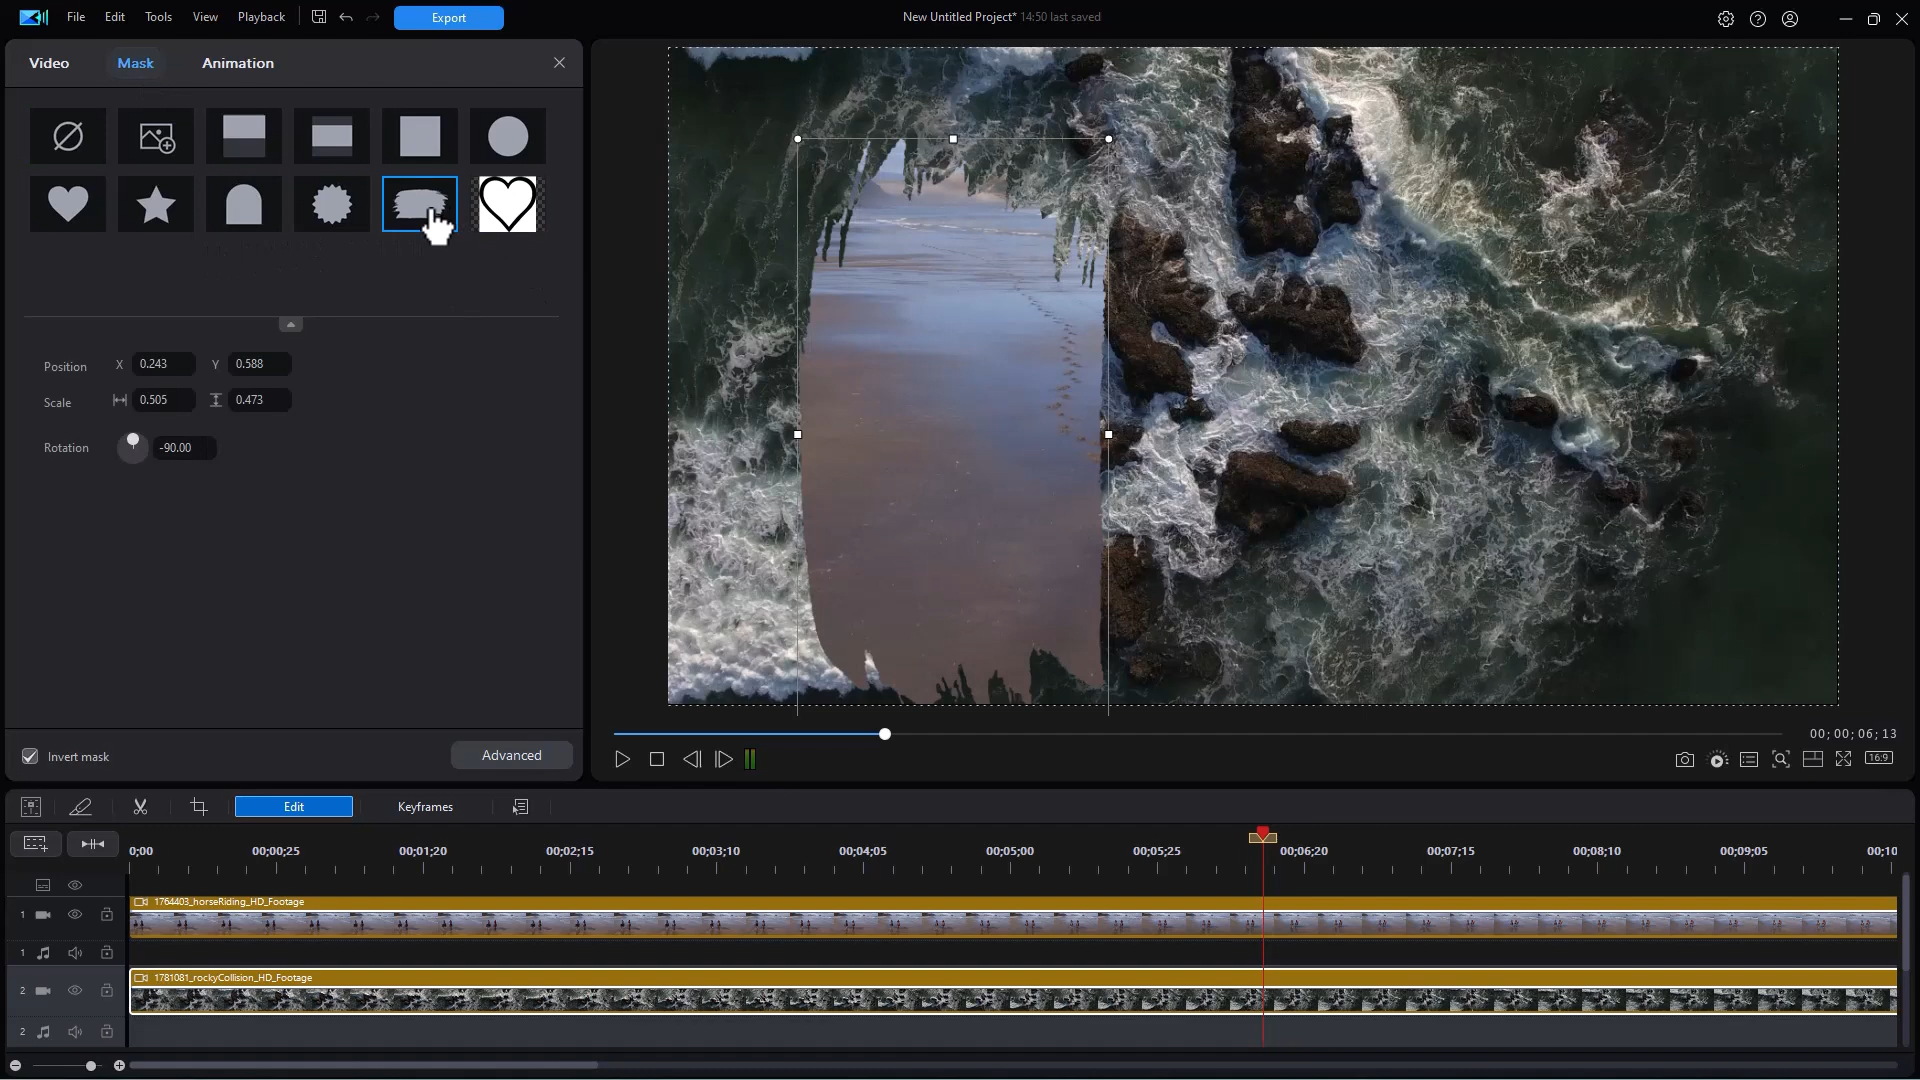 File Edit Tools View Playback Export New Untitled Project* 14:50 last saved
Video Mask Animation
Position X 0.243 Y 0.588
Scale 0.505 0.473
Rotation -90.00
Invert mask Advanced
00; 00; 06; 13
16:9
Edit Keyframes
0;00 00;00;25 00;01;20 00;02;15 00;03;10 00;04;05 00;05;00 00;05;25 00;06;20 00;07;15 00;08;10 00;09;05 00;10
1764403_horseRiding_HD_Footage
1
1
1781081_rockyCollision_HD_Footage
2
2